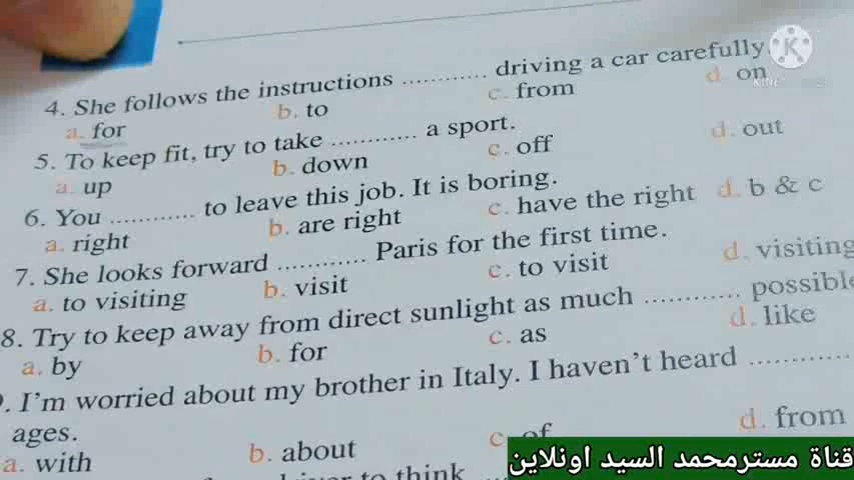 4. She follows the instructions ............ driving a car carefully
a. for b. to c. from d. on
5. To keep fit, try to take ............ a sport.
a. up b. down c. off d. out
6. You ............ to leave this job. It is boring.
a. right b. are right c. have the right d. b & c
7. She looks forward ............ Paris for the first time.
a. to visiting b. visit c. to visit d. visiting
8. Try to keep away from direct sunlight as much ............ possible
a. by b. for c. as d. like
. I'm worried about my brother in Italy. I haven't heard ............
ages.
a. with b. about c. of d. from
to think
قناة مسترمحمد السيد اونلاين
K